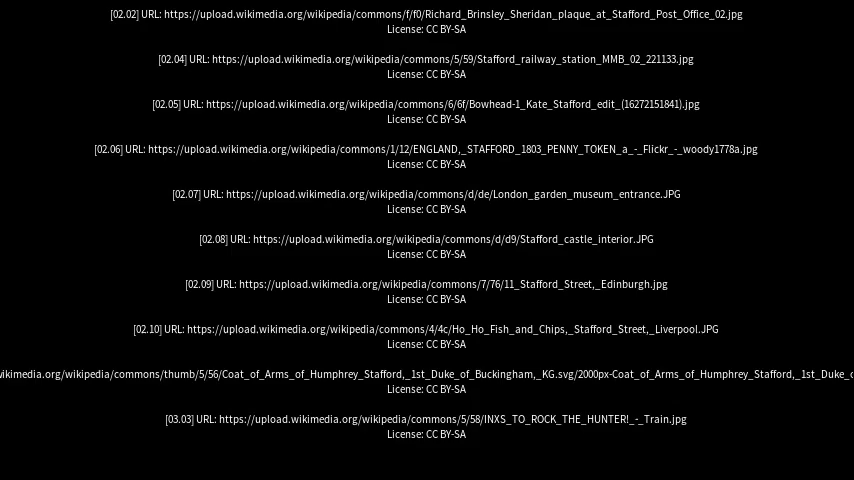 [02.02] URL: https://upload.wikimedia.org/wikipedia/commons/f/f0/Richard_Brinsley_Sheridan_plaque_at_Stafford_Post_Office_02.jpg
License: CC BY-SA
[02.04] URL: https://upload.wikimedia.org/wikipedia/commons/5/59/Stafford_railway_station_MMB_02_221133.jpg
License: CC BY-SA
[02.05] URL: https://upload.wikimedia.org/wikipedia/commons/6/6f/Bowhead-1_Kate_Stafford_edit_(16272151841).jpg
License: CC BY-SA
[02.06] URL: https://upload.wikimedia.org/wikipedia/commons/1/12/ENGLAND,_STAFFORD_1803_PENNY_TOKEN_a_-_Flickr_-_woody1778a.jpg
License: CC BY-SA
[02.07] URL: https://upload.wikimedia.org/wikipedia/commons/d/de/London_garden_museum_entrance.JPG
License: CC BY-SA
[02.08] URL: https://upload.wikimedia.org/wikipedia/commons/d/d9/Stafford_castle_interior.JPG
License: CC BY-SA
[02.09] URL: https://upload.wikimedia.org/wikipedia/commons/7/76/11_Stafford_Street,_Edinburgh.jpg
License: CC BY-SA
[02.10] URL: https://upload.wikimedia.org/wikipedia/commons/4/4c/Ho_Ho_Fish_and_Chips,_Stafford_Street,_Liverpool.JPG
License: CC BY-SA
vikimedia.org/wikipedia/commons/thumb/5/56/Coat_of_Arms_of_Humphrey_Stafford,_1st_Duke_of_Buckingham,_KG.svg/2000px-Coat_of_Arms_of_Humphrey_Stafford,_1st_Duke_o
License: CC BY-SA
[03.03] URL: https://upload.wikimedia.org/wikipedia/commons/5/58/INXS_TO_ROCK_THE_HUNTER!_-_Train.jpg
License: CC BY-SA